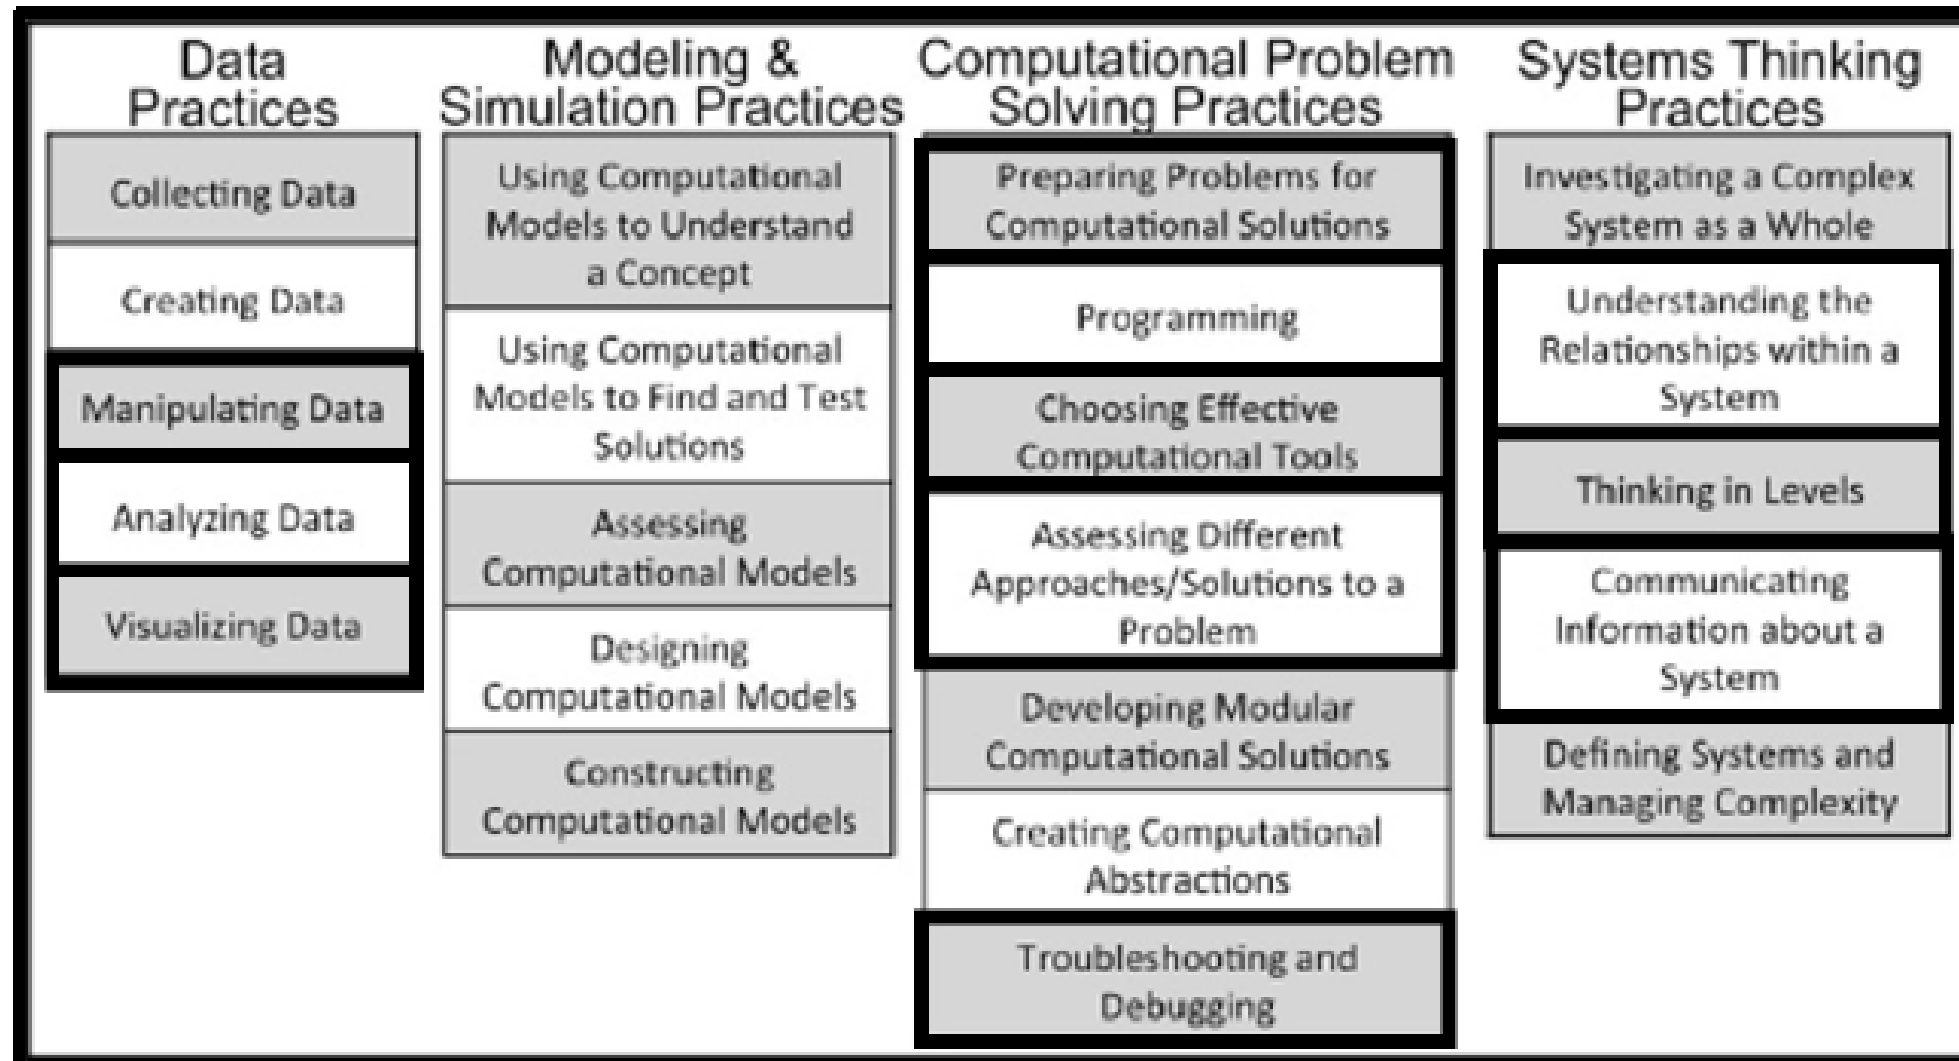 Data
Practices
Collecting Data
Creating Data
Manipulating Data
Analyzing Data
Visualizing Data
Modeling &
Simulation Practices
Using Computational
Models to Understand
a Concept
Using Computational
Models to Find and Test
Solutions
Assessing
Computational Models
Designing
Computational Models
Constructing
Computational Models
Computational Problem
Solving Practices
Preparing Problems for
Computational Solutions
Programming
Choosing Effective
Computational Tools
Assessing Different
Approaches/Solutions to a
Problem
Developing Modular
Computational Solutions
Creating Computational
Abstractions
Troubleshooting and
Debugging
Systems Thinking
Practices
Investigating a Complex
System as a Whole
Understanding the
Relationships within a
System
Thinking in Levels
Communicating
Information about a
System
Defining Systems and
Managing Complexity